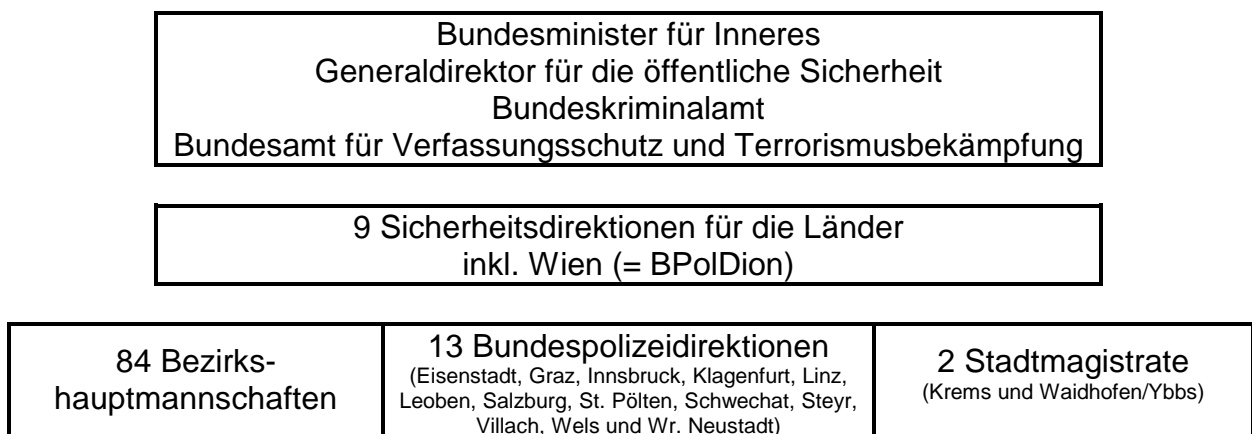 Bundesminister für Inneres
Generaldirektor für die öffentliche Sicherheit
Bundeskriminalamt
Bundesamt für Verfassungsschutz und Terrorismusbekämpfung
9 Sicherheitsdirektionen für die Länder
inkl. Wien (= BPolDion)
84 Bezirks-
hauptmannschaften
13 Bundespolizeidirektionen
(Eisenstadt, Graz, Innsbruck, Klagenfurt, Linz,
Leoben, Salzburg, St. Pölten, Schwechat, Steyr,
Villach, Wels und Wr. Neustadt)
2 Stadtmagistrate
(Krems und Waidhofen/Ybbs)